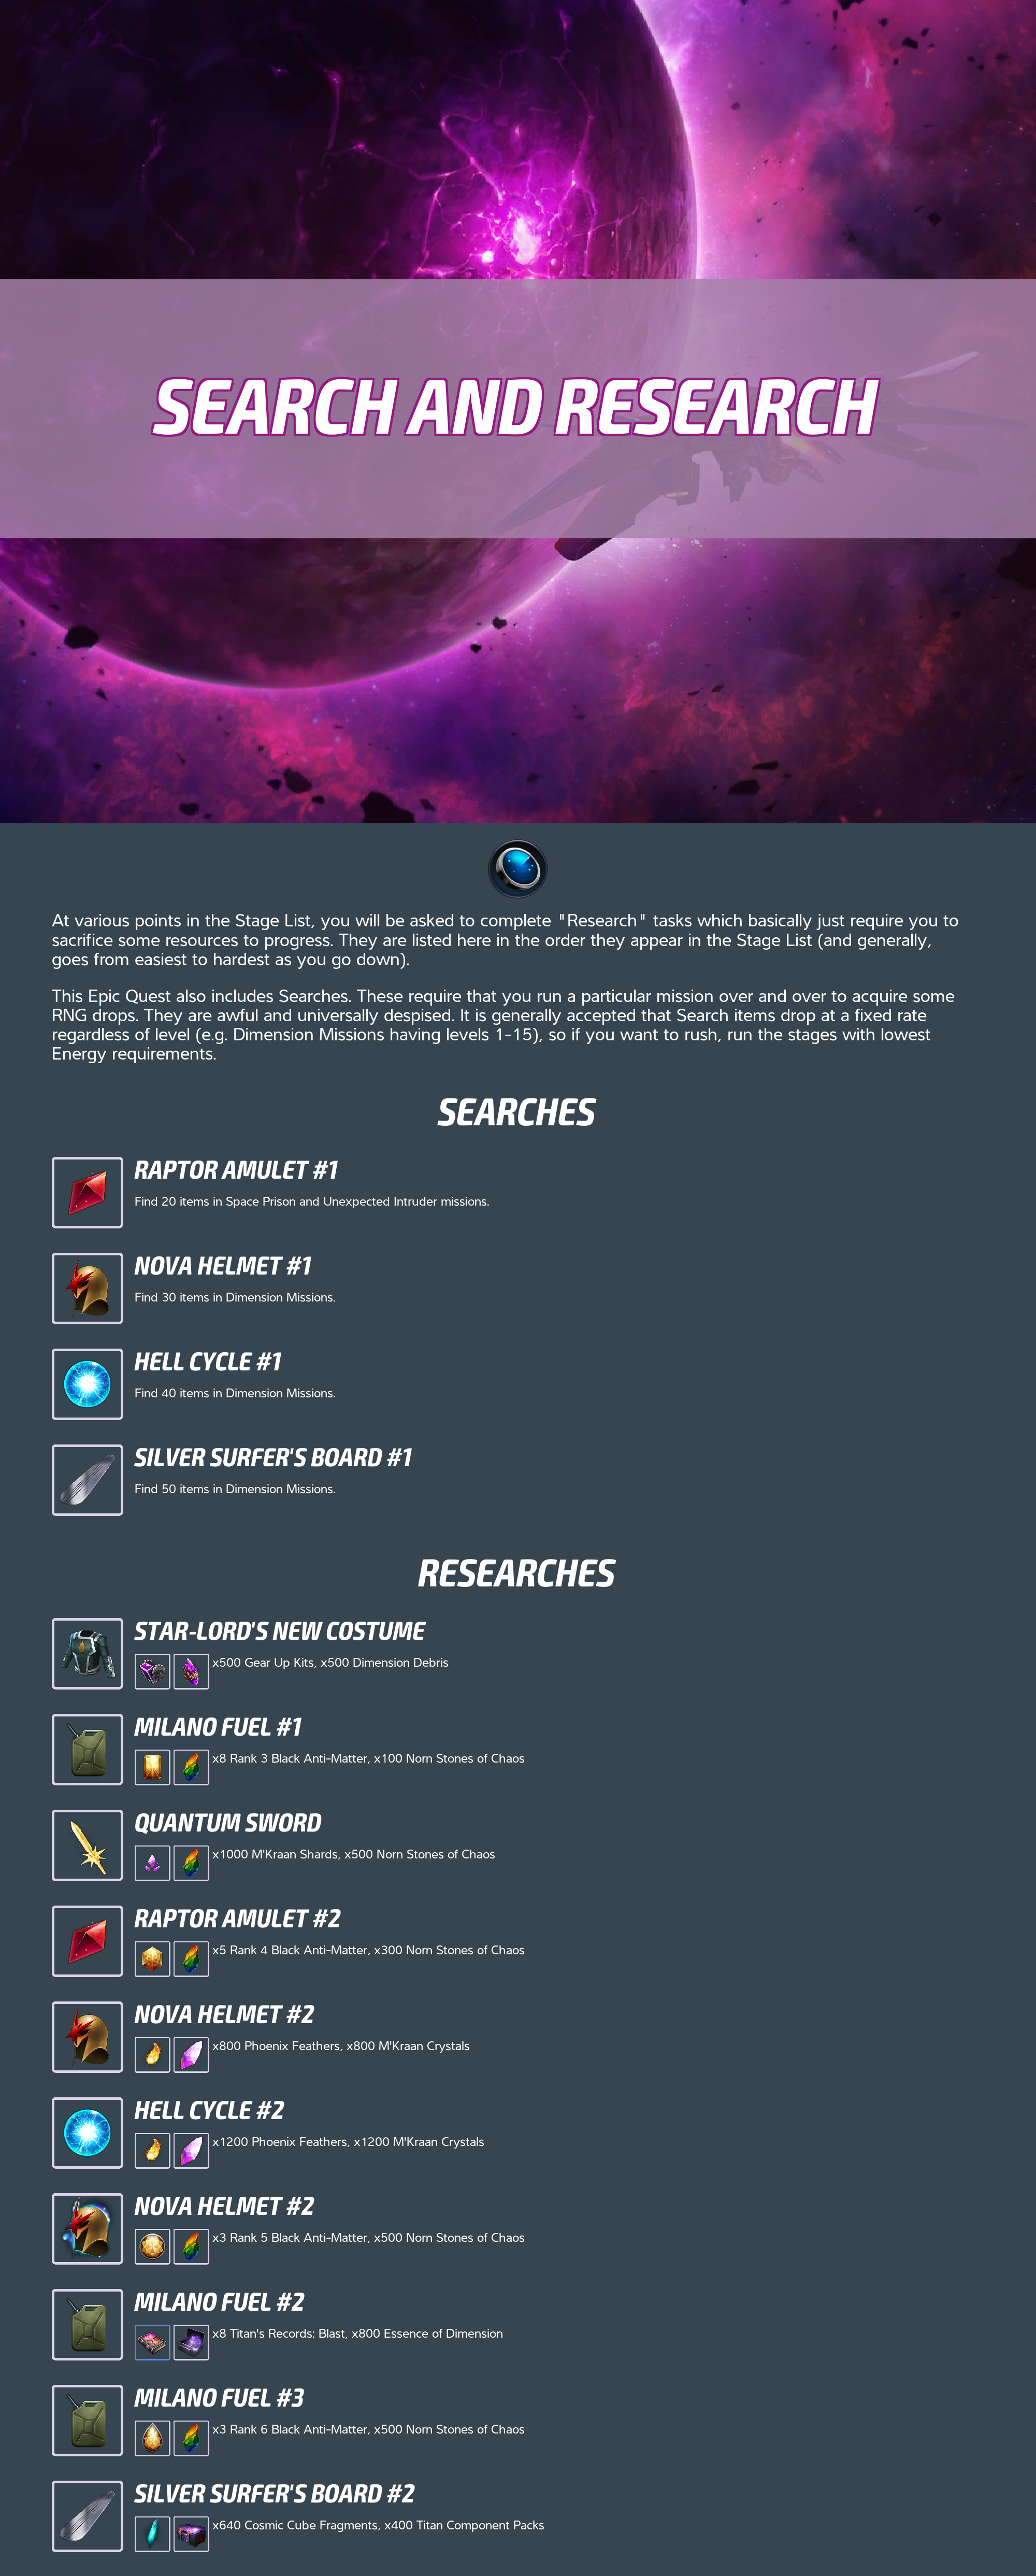 SEARCH AND RESEARCH
At various points in the Stage List, you will be asked to complete "Research" tasks which basically just require you to
sacrifice some resources to progress. They are listed here in the order they appear in the Stage List (and generally,
goes from easiest to hardest as you go down).
This Epic Quest also includes Searches. These require that you run a particular mission over and over to acquire some
RNG drops. They are awful and universally despised. It is generally accepted that Search items drop at a fixed rate
regardless of level (e.g. Dimension Missions having levels 1-15), so if you want to rush, run the stages with lowest
Energy requirements.
SEARCHES
RAPTOR AMULET #1
Find 20 items in Space Prison and Unexpected Intruder missions.
NOVA HELMET #1
Find 30 items in Dimension Missions.
HELL CYCLE #1
Find 40 items in Dimension Missions.
SILVER SURFER'S BOARD #1
Find 50 items in Dimension Missions.
RESEARCHES
STAR-LORD'S NEW COSTUME
x500 Gear Up Kits, x500 Dimension Debris
MILANO FUEL #1
x8 Rank 3 Black Anti-Matter, x100 Norn Stones of Chaos
QUANTUM SWORD
x1000 M'Kraan Shards, x500 Norn Stones of Chaos
RAPTOR AMULET #2
x5 Rank 4 Black Anti-Matter, x300 Norn Stones of Chaos
NOVA HELMET #2
x800 Phoenix Feathers, x800 M'Kraan Crystals
HELL CYCLE #2
x1200 Phoenix Feathers, x1200 M'Kraan Crystals
NOVA HELMET #2
x3 Rank 5 Black Anti-Matter, x500 Norn Stones of Chaos
MILANO FUEL #2
x8 Titan's Records: Blast, x800 Essence of Dimension
MILANO FUEL #3
x3 Rank 6 Black Anti-Matter, x500 Norn Stones of Chaos
SILVER SURFER'S BOARD #2
x640 Cosmic Cube Fragments, x400 Titan Component Packs